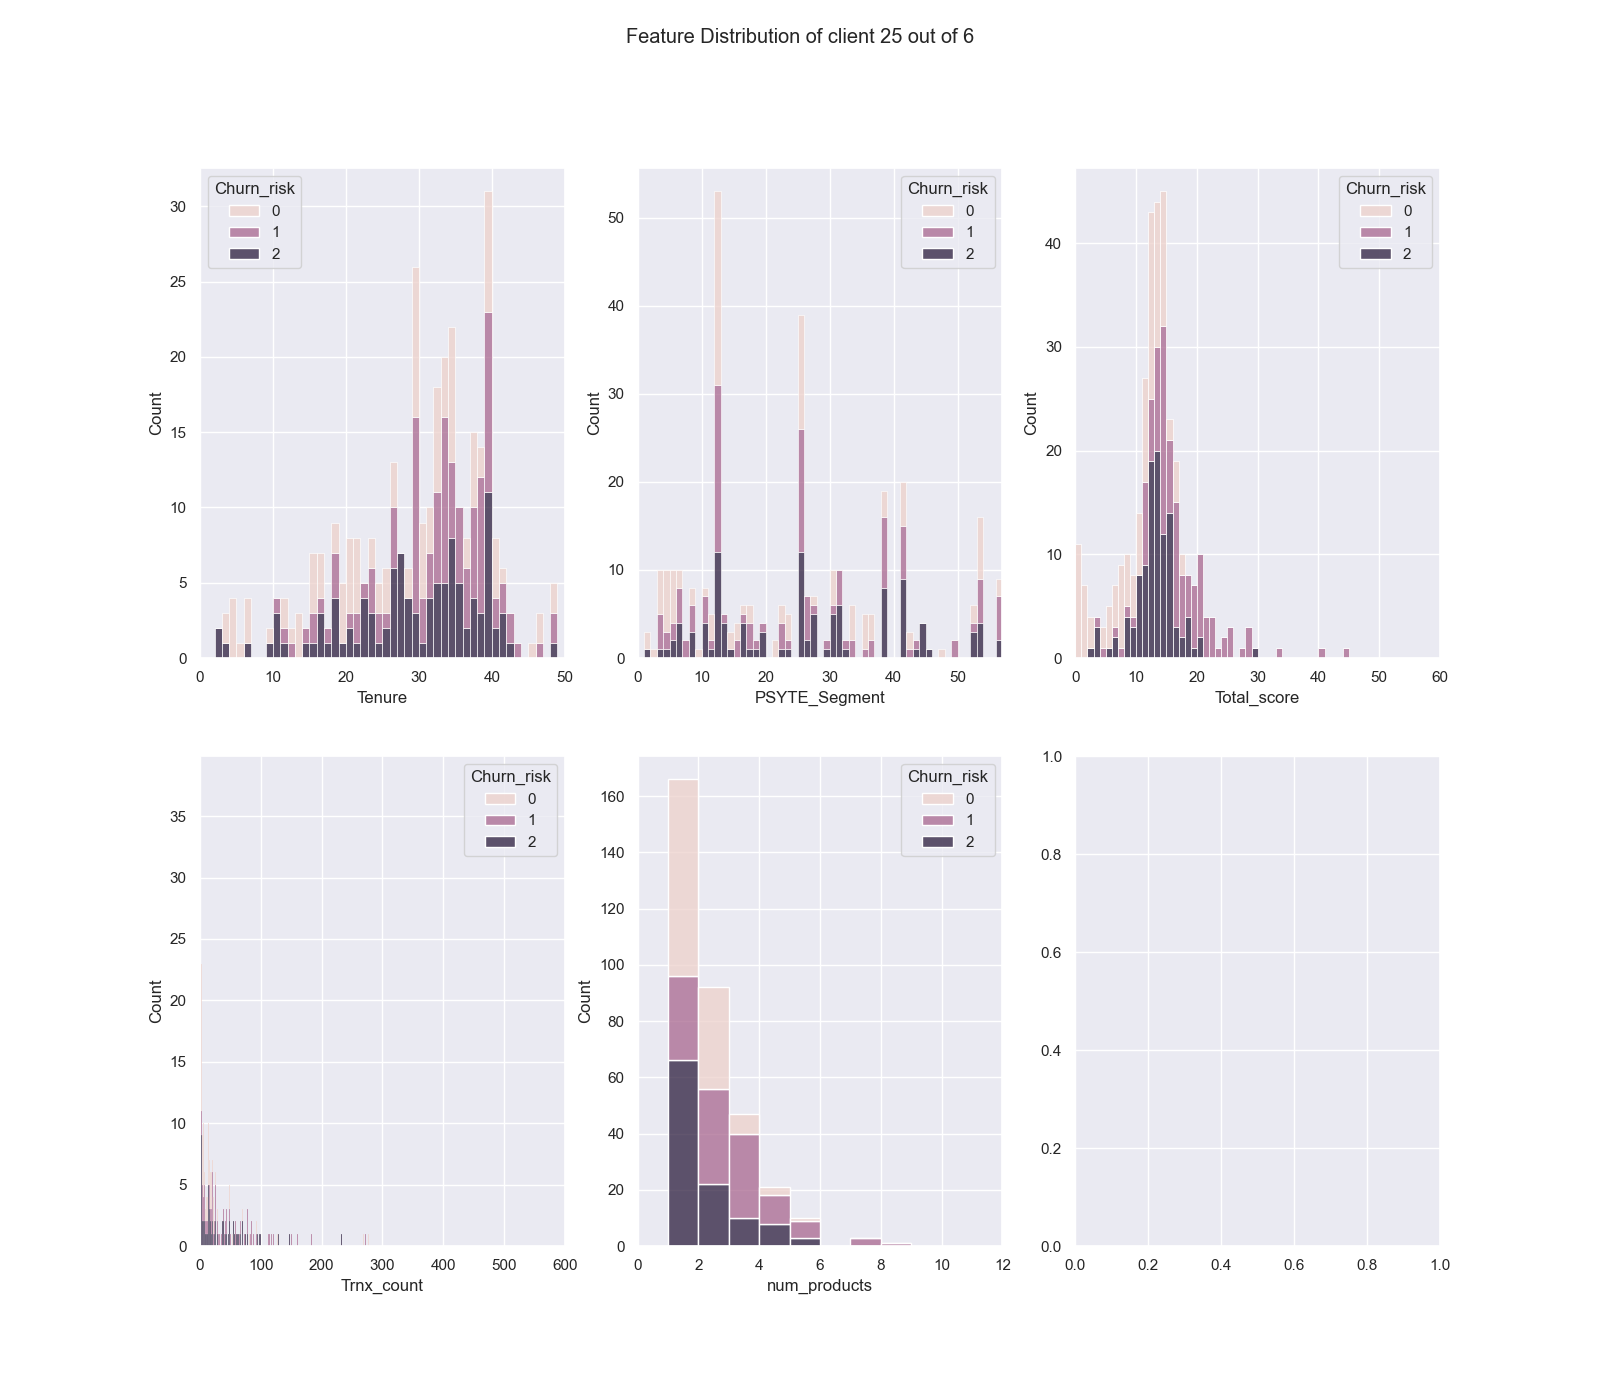 Feature Distribution of client 25 out of 6
Churn_risk
0
1
2
30
25
20
15
10
5
0
Count
0 10 20 30 40 50
Tenure
Churn_risk
0
1
2
50
40
30
20
10
0
Count
0 10 20 30 40 50
PSYTE_Segment
Churn_risk
0
1
2
40
30
20
10
0
Count
0 10 20 30 40 50 60
Total_score
Churn_risk
0
1
2
35
30
25
20
15
10
5
0
Count
0 100 200 300 400 500 600
Trnx_count
Churn_risk
0
1
2
160
140
120
100
80
60
40
20
0
Count
0 2 4 6 8 10 12
num_products
1.0
0.8
0.6
0.4
0.2
0.0
0.0 0.2 0.4 0.6 0.8 1.0